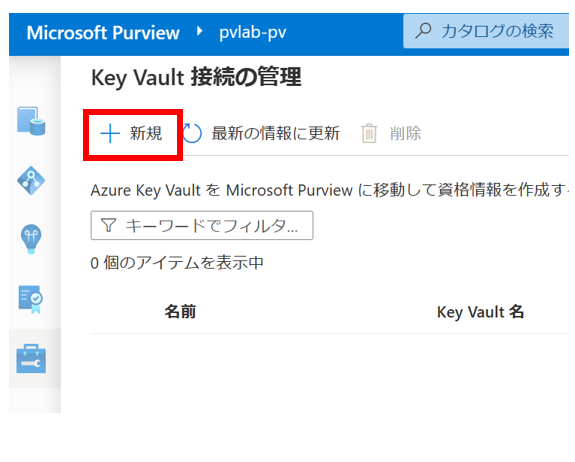 Microsoft Purview pvlab-pv カタログの検索
Key Vault 接続の管理
新規 最新の情報に更新 削除
Azure Key Vault を Microsoft Purview に移動して資格情報を作成す
キーワードでフィルタ...
0 個のアイテムを表示中
名前 Key Vault 名